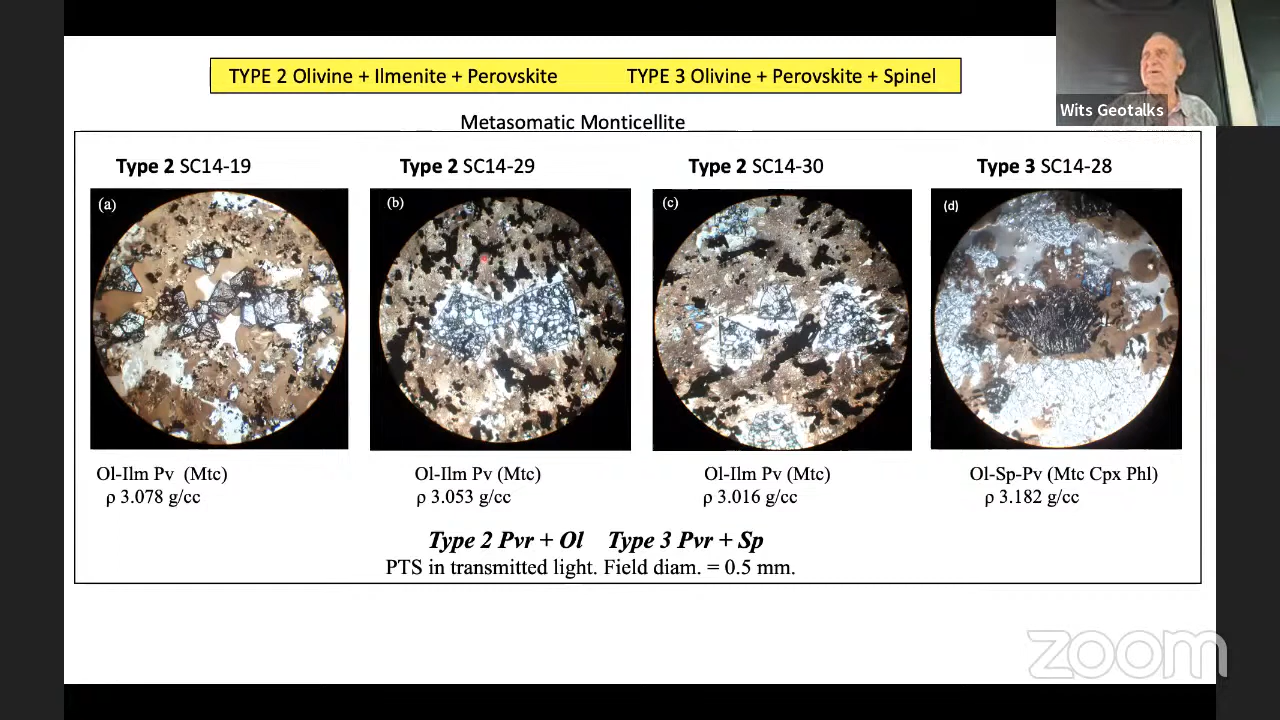 TYPE 2 Olivine + Ilmenite + Perovskite TYPE 3 Olivine + Perovskite + Spinel
Wits Geotalks
Metasomatic Monticellite
Type 2 SC14-19 Type 2 SC14-29 Type 2 SC14-30 Type 3 SC14-28
(a) (b) (c) (d)
Ol-Ilm Pv (Mtc) Ol-Ilm Pv (Mtc) Ol-Ilm Pv (Mtc) Ol-Sp-Pv (Mtc Cpx Phl)
ρ 3.078 g/cc ρ 3.053 g/cc ρ 3.016 g/cc ρ 3.182 g/cc
Type 2 Pvr + Ol Type 3 Pvr + Sp
PTS in transmitted light. Field diam. = 0.5 mm.
zoom